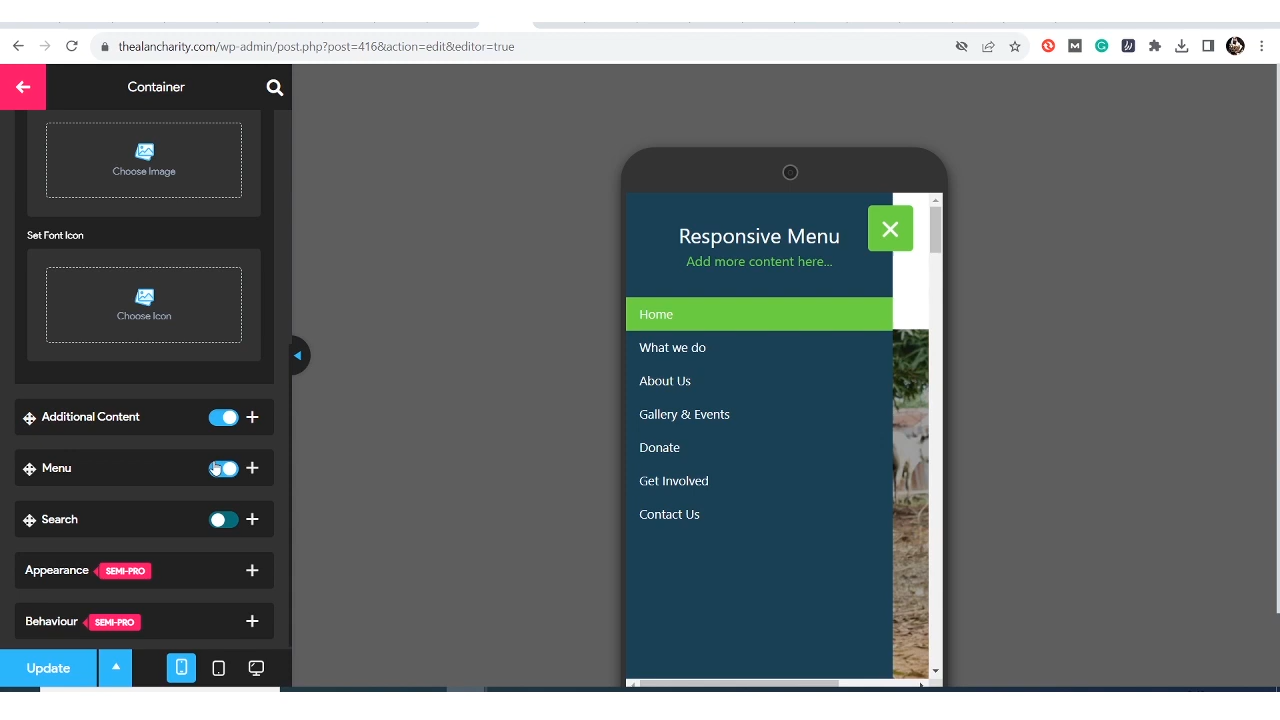 thealancharity.com/wp-admin/post.php?post=416&action=edit&editor=true
Container
Choose Image
Set Font Icon
Choose Icon
Additional Content
Menu
Search
Appearance SEMI-PRO
Behaviour SEMI-PRO
Update
Responsive Menu
Add more content here...
Home
What we do
About Us
Gallery & Events
Donate
Get Involved
Contact Us